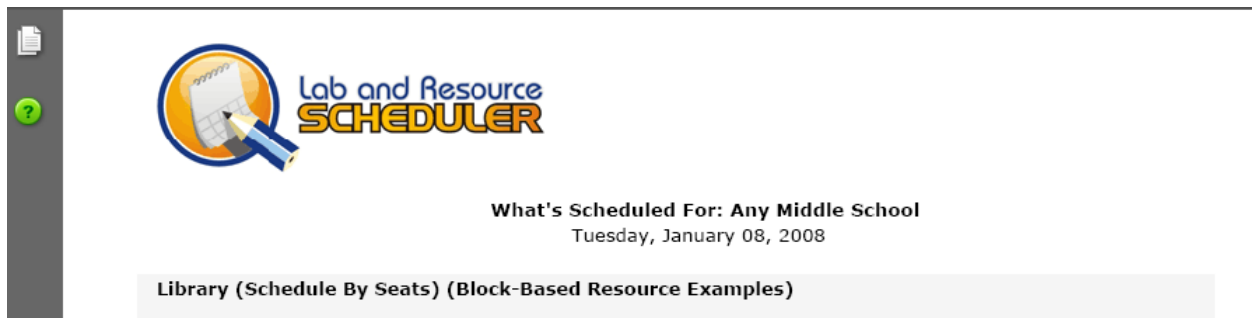 Lab and Resource
SCHEDULER
What's Scheduled For: Any Middle School
Tuesday, January 08, 2008
Library (Schedule By Seats) (Block-Based Resource Examples)
?